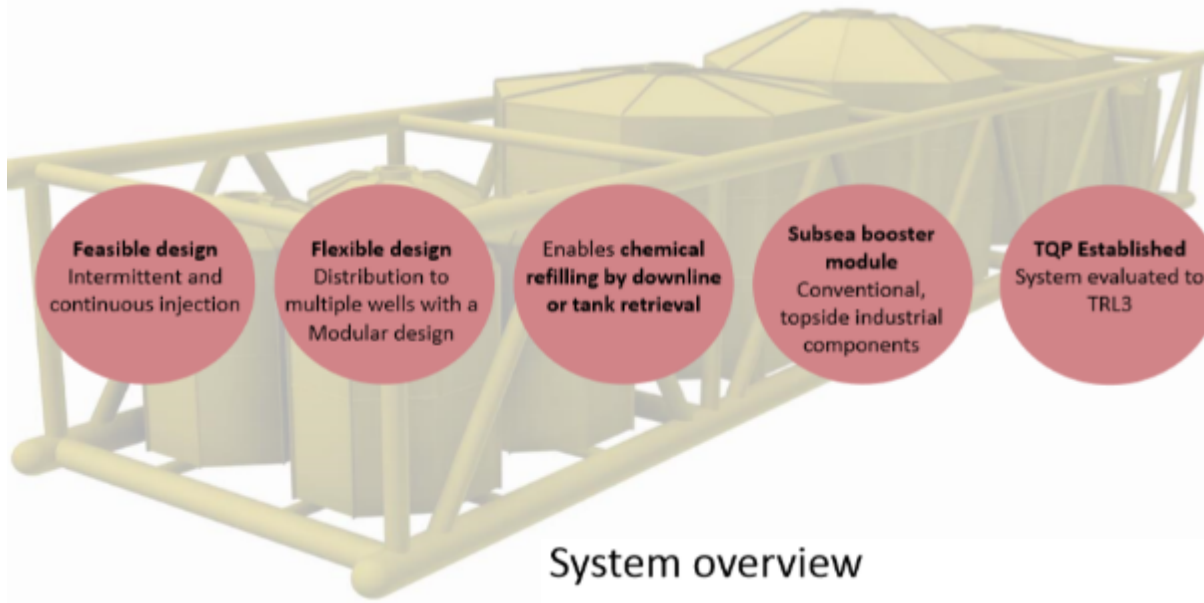 Feasible design
Intermittent and
continuous injection
Flexible design
Distribution to
multiple wells with a
Modular design
Enables chemical
refilling by downline
or tank retrieval
Subsea booster
module
Conventional,
topside industrial
components
TQP Established
System evaluated to
TRL3
System overview